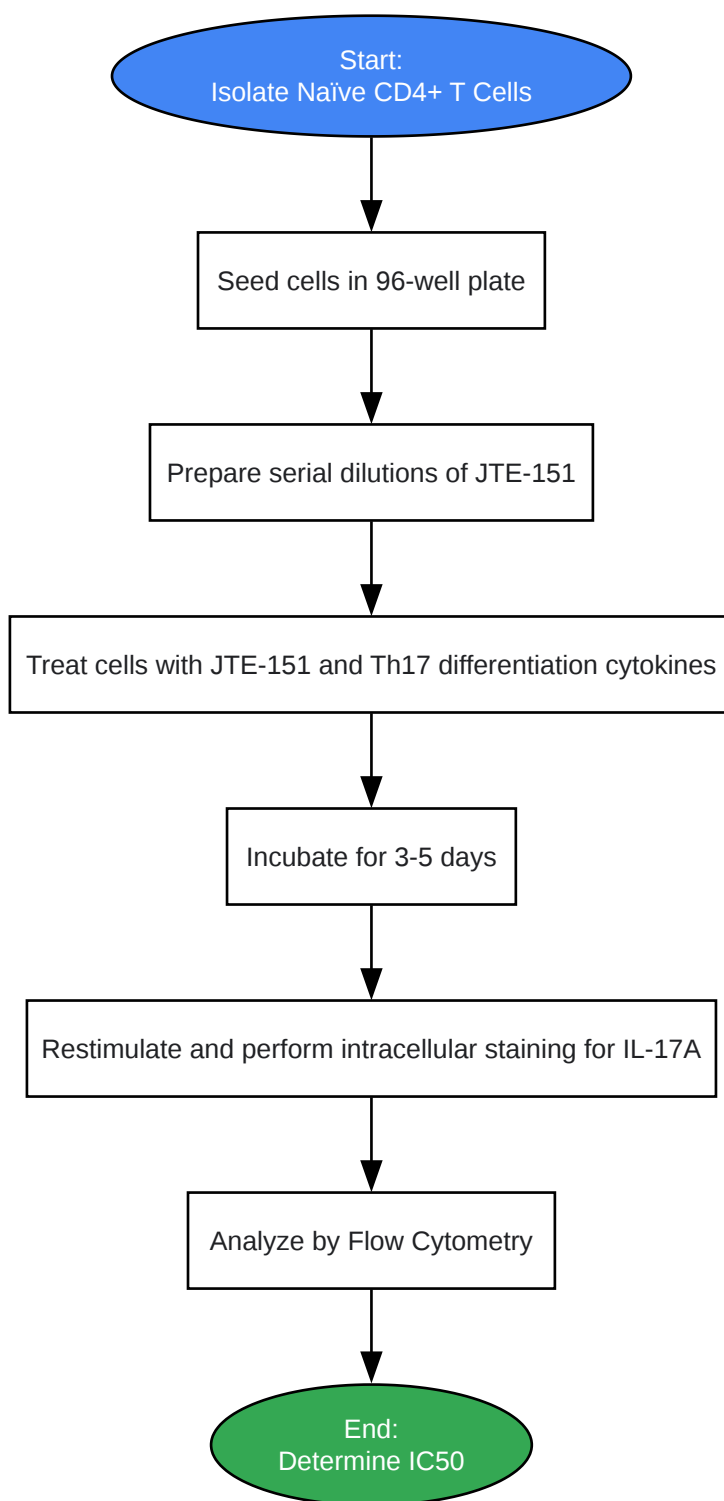 Start:
Isolate Naïve CD4+ T Cells
Seed cells in 96-well plate
Prepare serial dilutions of JTE-151
Treat cells with JTE-151 and Th17 differentiation cytokines
Incubate for 3-5 days
Restimulate and perform intracellular staining for IL-17A
Analyze by Flow Cytometry
End:
Determine IC50